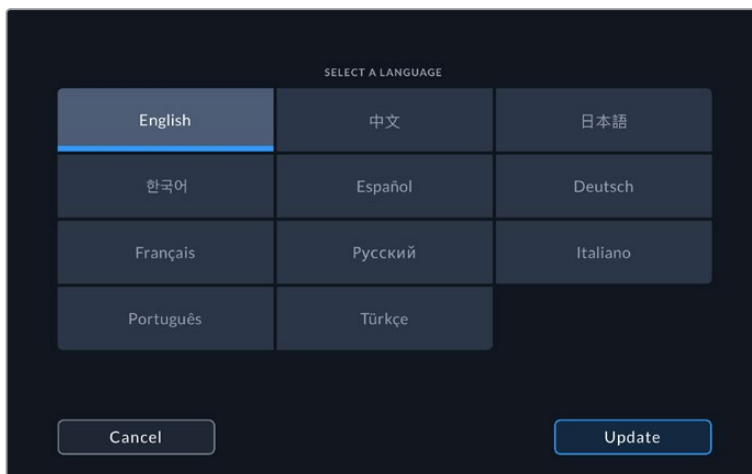 SELECT A LANGUAGE
English 中文 日本語
한국어 Español Deutsch
Français Русский Italiano
Português Türkçe
Cancel Update